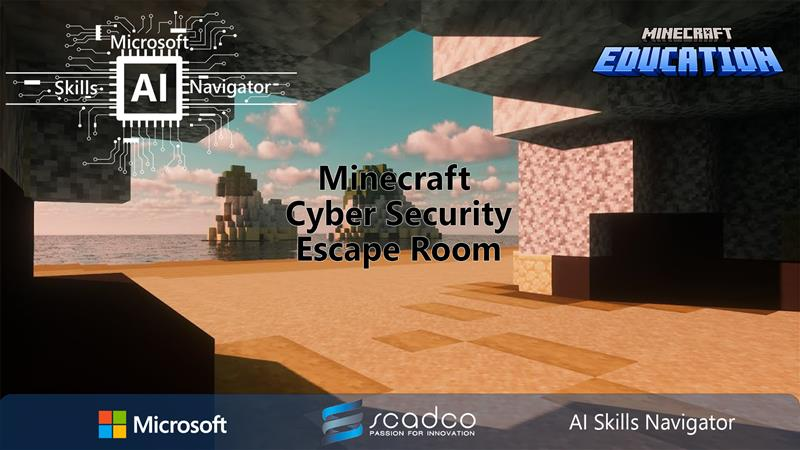 Microsoft
Skills AI Navigator
MINECRAFT
EDUCATION
Minecraft
Cyber Security
Escape Room
Microsoft
scadco
PASSION FOR INNOVATION
AI Skills Navigator